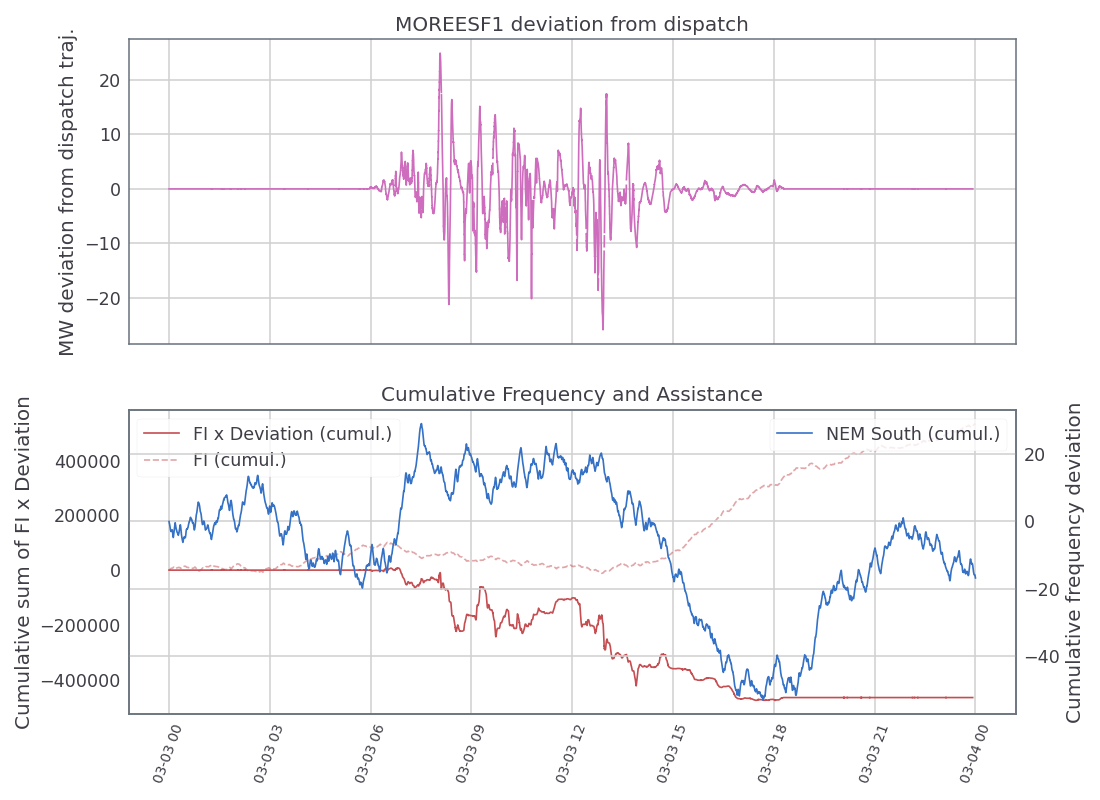 MOREESF1 deviation from dispatch
MW deviation from dispatch traj.
20
10
0
−10
−20
Cumulative Frequency and Assistance
Cumulative sum of FI x Deviation
400000
200000
0
−200000
−400000
FI x Deviation (cumul.)
FI (cumul.)
NEM South (cumul.)
20
0
−20
−40
Cumulative frequency deviation
03-03 00
03-03 03
03-03 06
03-03 09
03-03 12
03-03 15
03-03 18
03-03 21
03-04 00